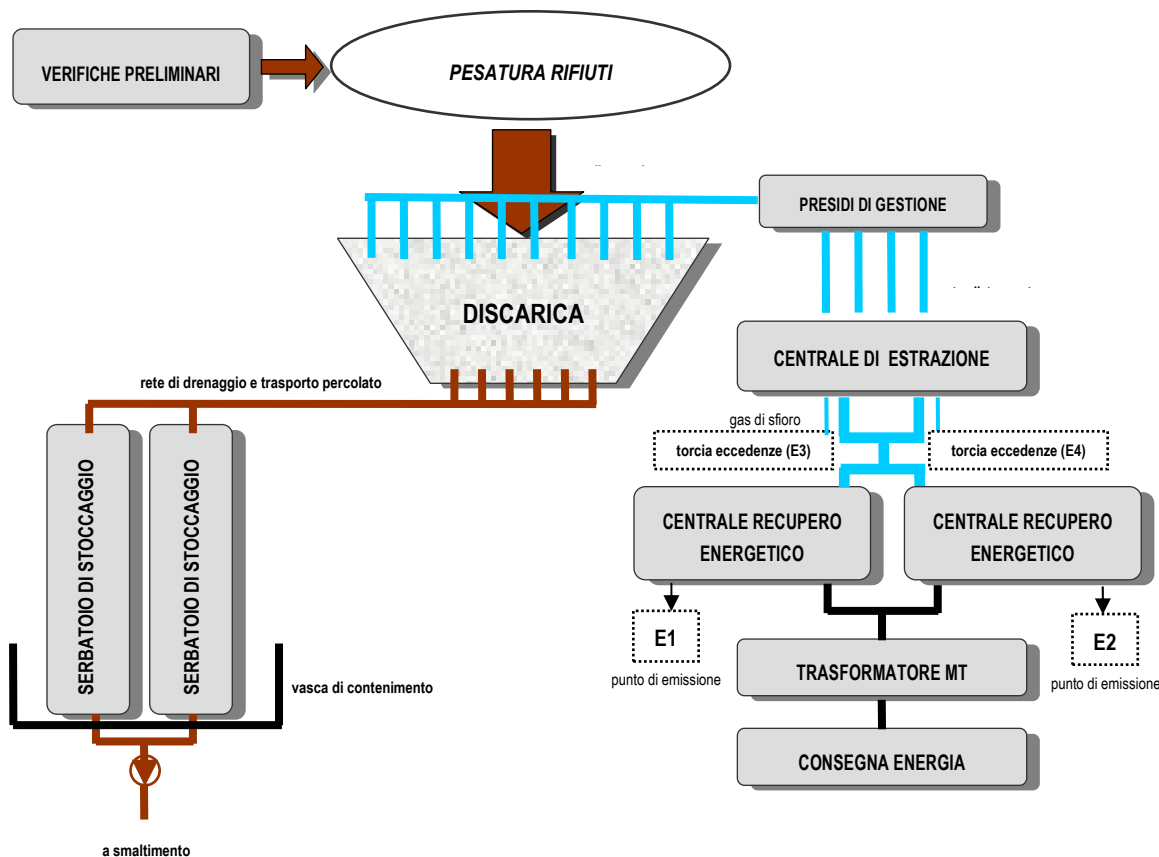 VERIFICHE PRELIMINARI
PESATURA RIFIUTI
PRESIDI DI GESTIONE
DISCARICA
CENTRALE DI ESTRAZIONE
rete di drenaggio e trasporto percolato
gas di sfioro
torcia eccedenze (E3)
torcia eccedenze (E4)
SERBATOIO DI STOCCAGGIO
SERBATOIO DI STOCCAGGIO
CENTRALE RECUPERO
ENERGETICO
CENTRALE RECUPERO
ENERGETICO
E1
E2
punto di emissione
punto di emissione
TRASFORMATORE MT
vasca di contenimento
CONSEGNA ENERGIA
a smaltimento